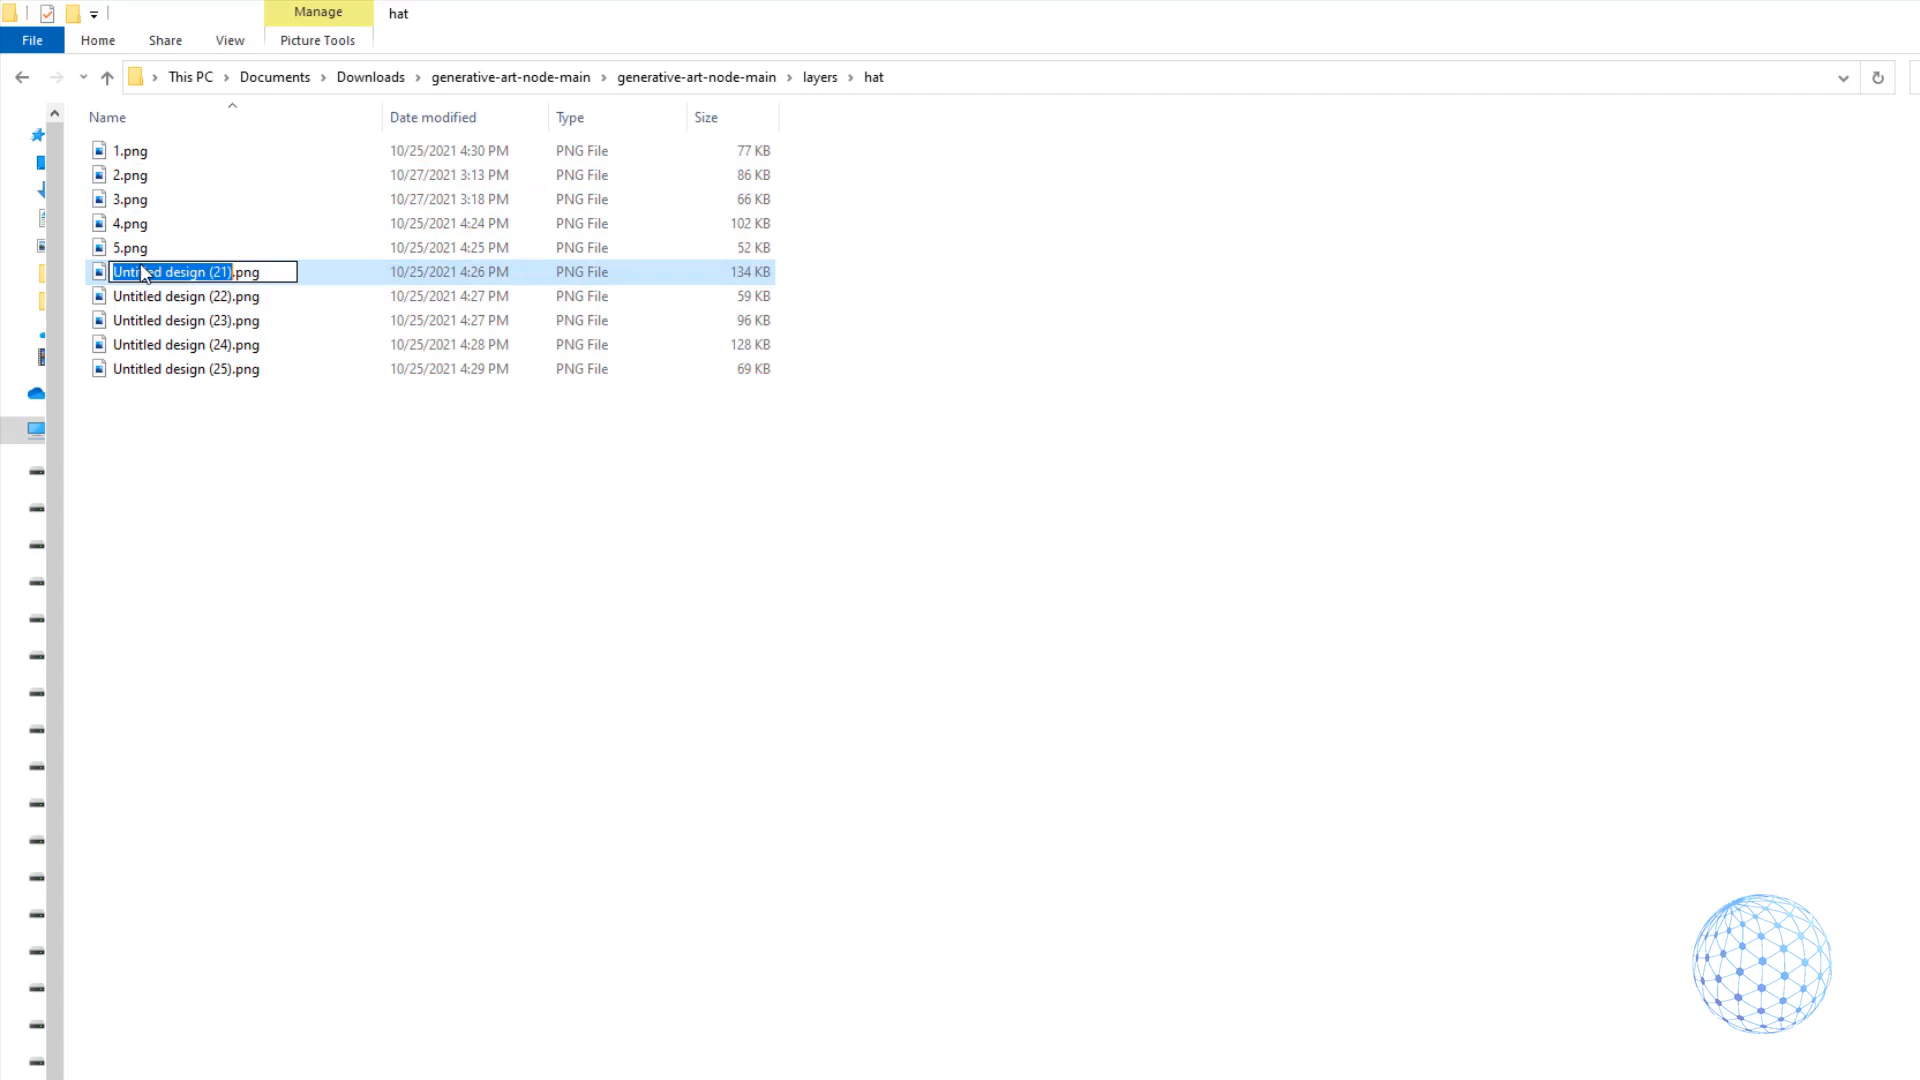 Manage
hat
File
Home
Share
View
Picture Tools
This PC > Documents > Downloads > generative-art-node-main > generative-art-node-main > layers > hat
Name Date modified Type Size
1.png 10/25/2021 4:30 PM PNG File 77 KB
2.png 10/27/2021 3:13 PM PNG File 86 KB
3.png 10/27/2021 3:18 PM PNG File 66 KB
4.png 10/25/2021 4:24 PM PNG File 102 KB
5.png 10/25/2021 4:25 PM PNG File 52 KB
Untitled design (21).png 10/25/2021 4:26 PM PNG File 134 KB
Untitled design (22).png 10/25/2021 4:27 PM PNG File 59 KB
Untitled design (23).png 10/25/2021 4:27 PM PNG File 96 KB
Untitled design (24).png 10/25/2021 4:28 PM PNG File 128 KB
Untitled design (25).png 10/25/2021 4:29 PM PNG File 69 KB